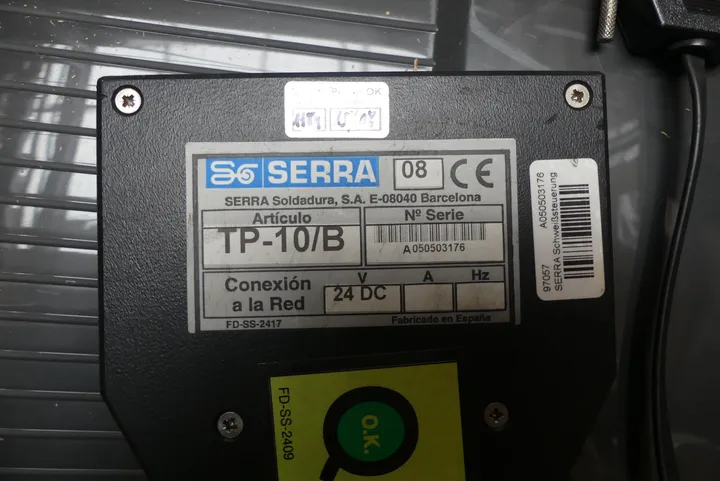 OK
SERRA
08
CE
SERRA Soldadura, S.A. E-08040 Barcelona
Artículo
Nº Serie
TP-10/B
A050503176
Conexión
a la Red
V
A
Hz
24 DC
FD-SS-2417
Fabricado en España
97057
SERRA Schweißsteuerung
A050503176
FD-SS-2409
O.K.